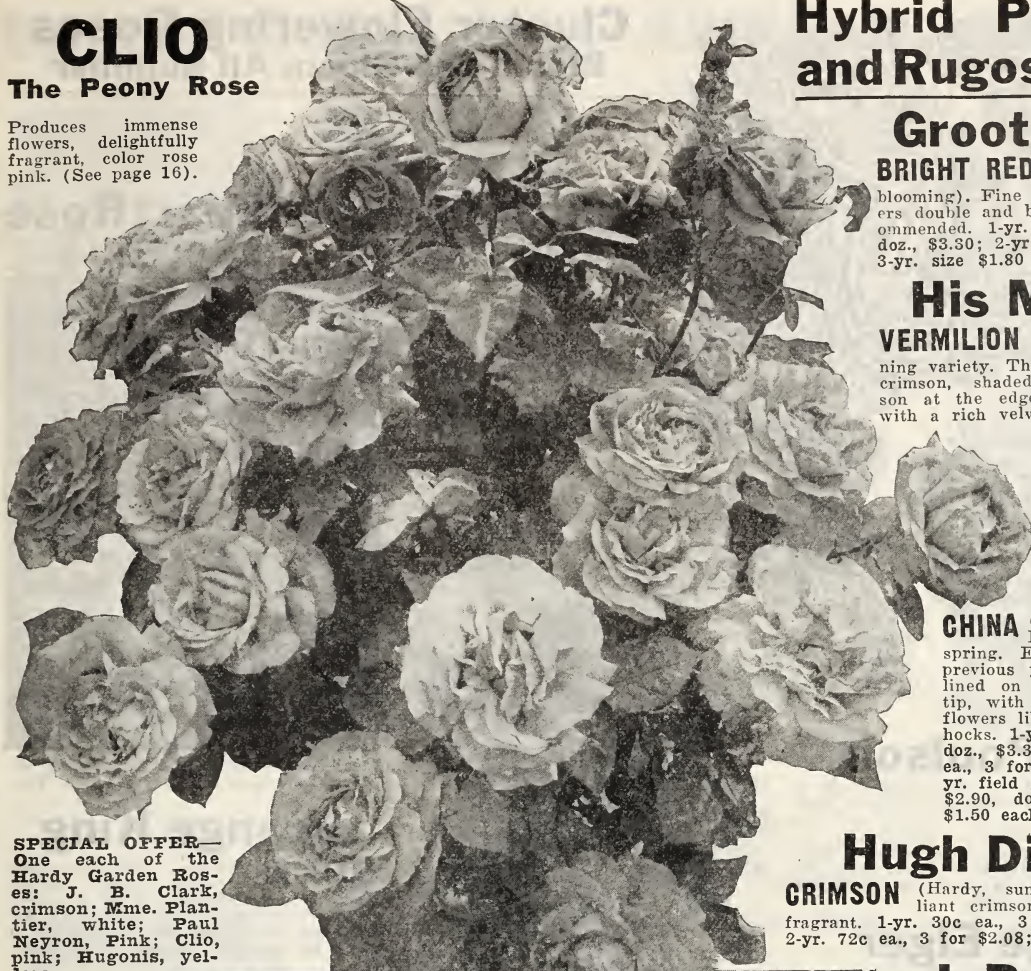 CLIO
The Peony Rose
Produces immense
flowers, delightfully
fragrant, color rose
pink. (See page 16).
SPECIAL OFFER—
One each of the
Hardy Garden Ros-
es: J. B. Clark,
crimson; Mme. Plan-
tier, white; Paul
Neyron, Pink; Clio,
pink; Hugonis, yel-
Hybrid P
and Rugos
Groot
BRIGHT RED
blooming). Fine
ers double and
ommended. 1-yr.
doz., $3.30; 2-yr
3-yr. size $1.80
His
VERMILION
ning variety. Th
crimson, shaded
son at the edge
with a rich velv
CHINA
spring. E
previous
lined on
tip, with
flowers li
hocks. 1-y
doz., $3.3
ea., 3 for
yr. field
$2.90, do
$1.50 eac
Hugh Di
CRIMSON (Hardy, sum
liant crimson
fragrant. 1-yr. 30c ea., 3
2-yr. 72c ea., 3 for $2.08;